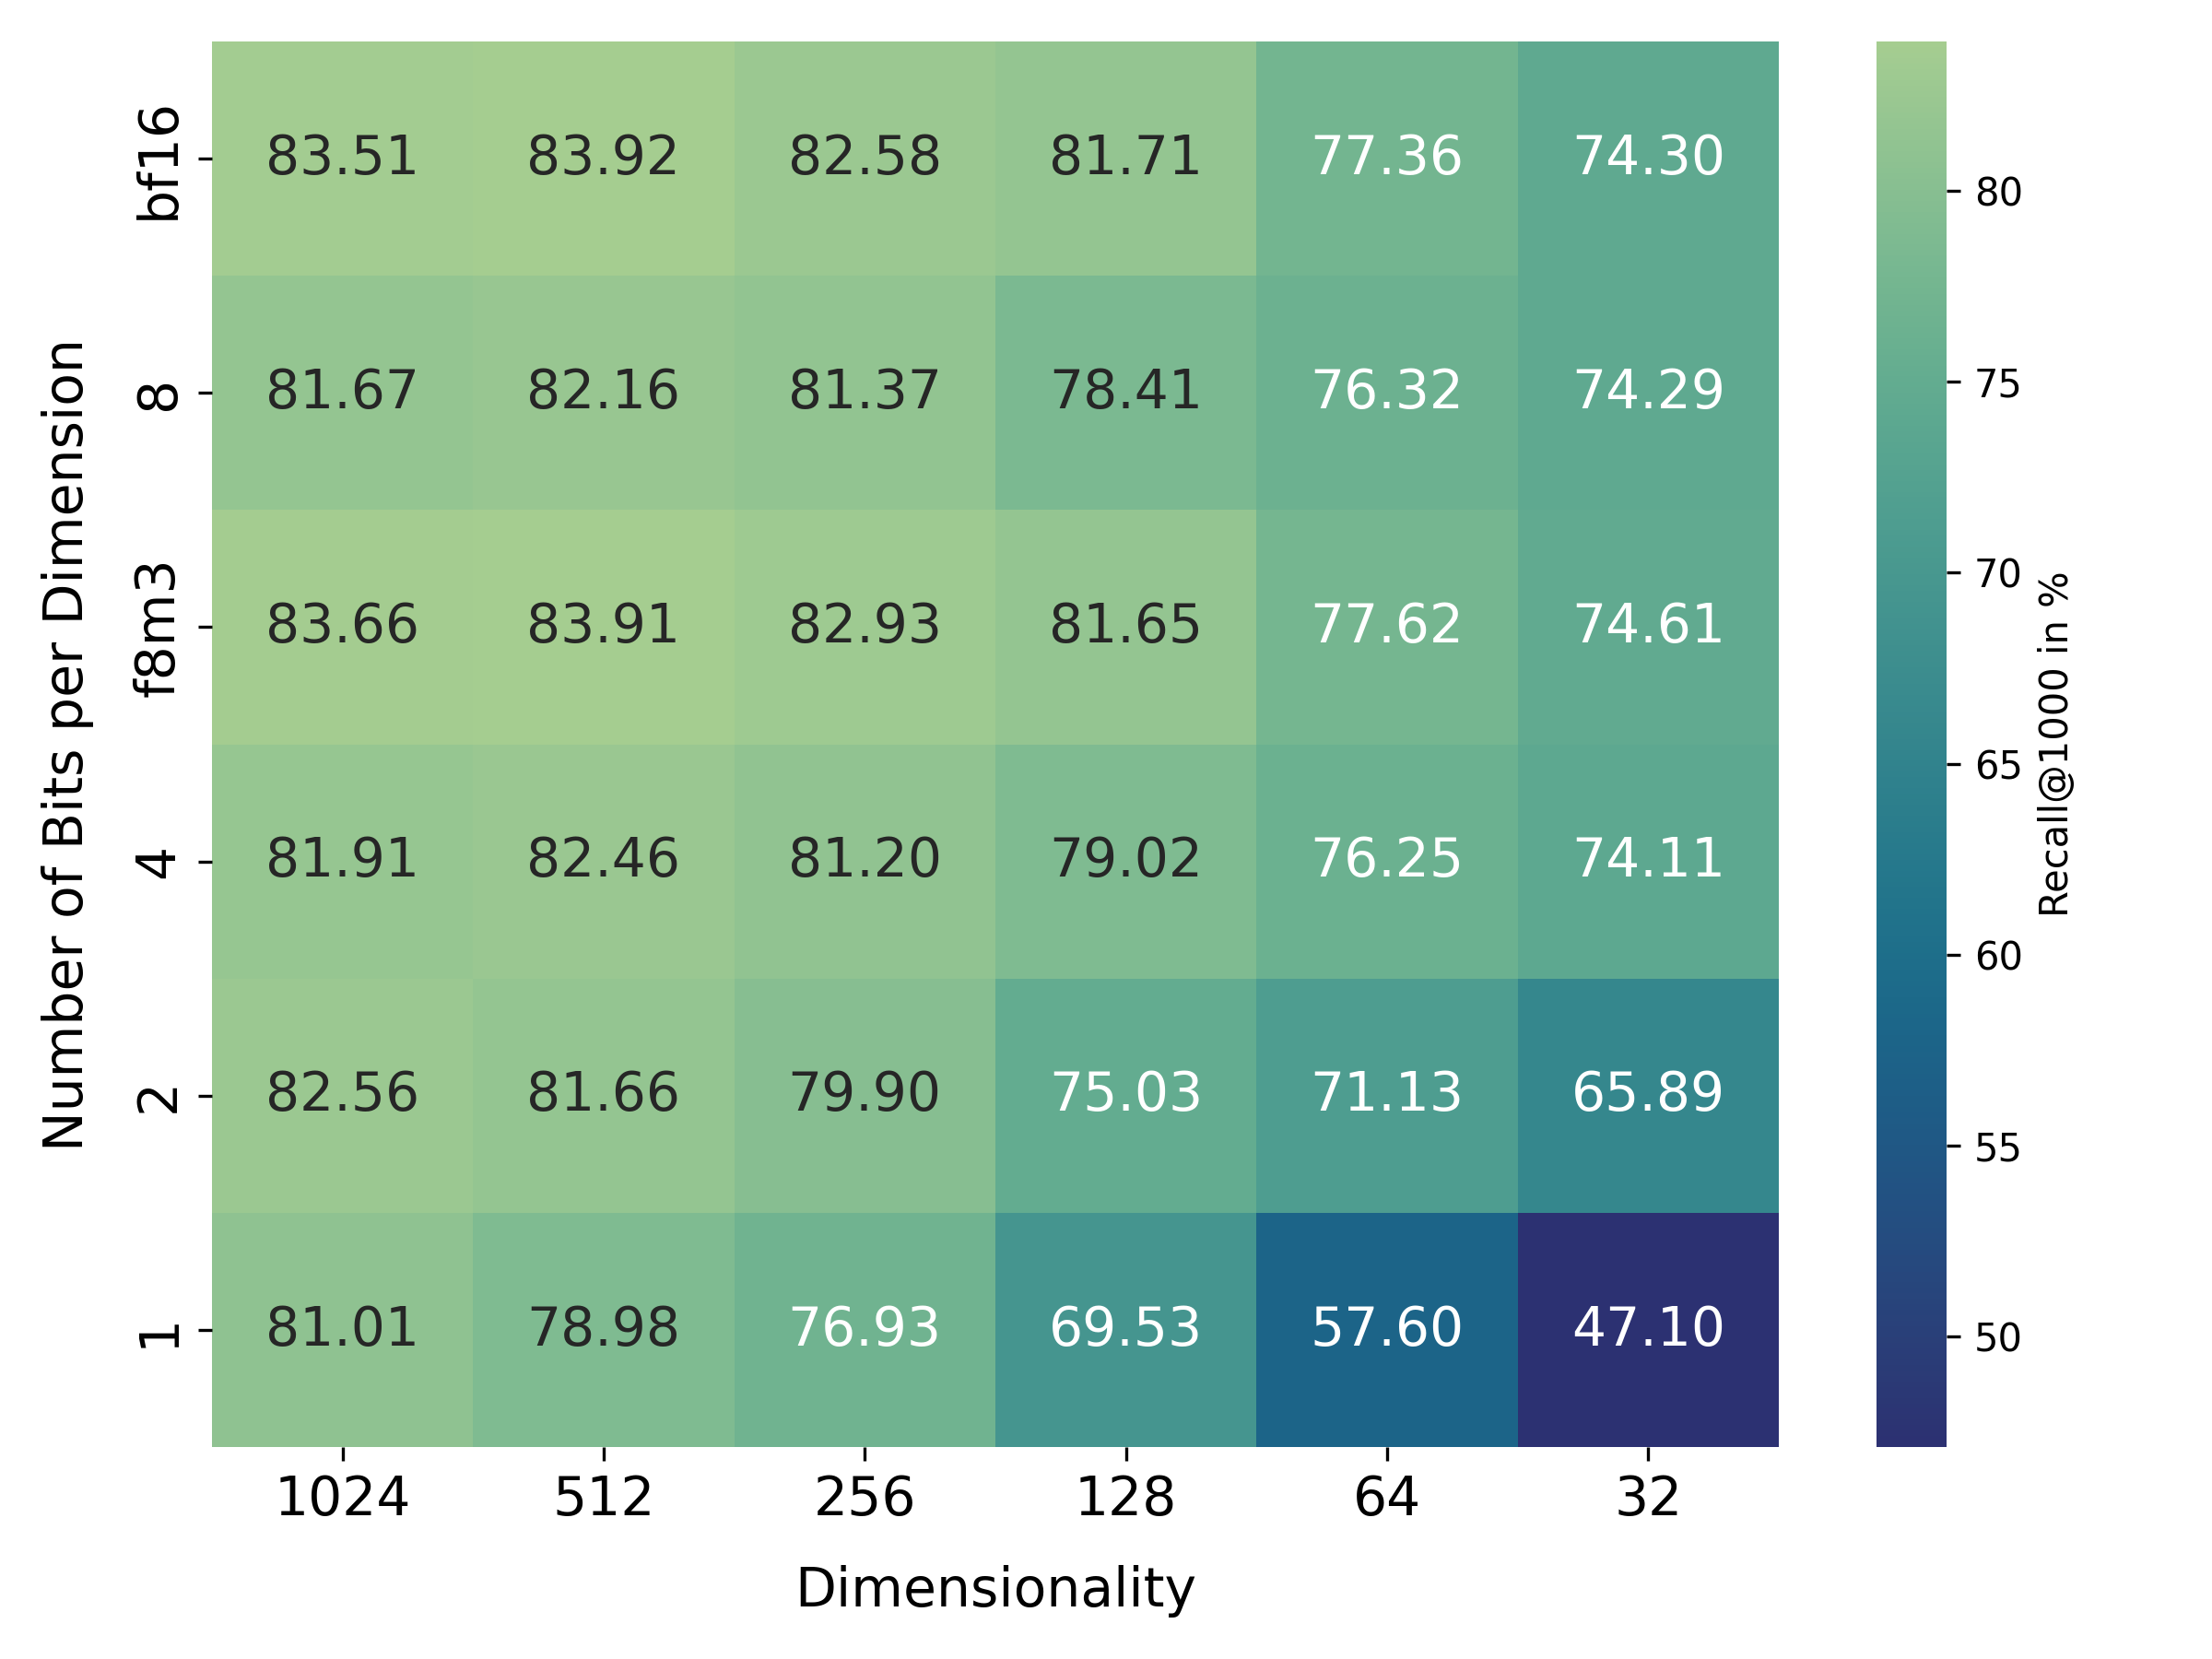 Number of Bits per Dimension
bf16 83.51 83.92 82.58 81.71 77.36 74.30
8 81.67 82.16 81.37 78.41 76.32 74.29
f8m3 83.66 83.91 82.93 81.65 77.62 74.61
4 81.91 82.46 81.20 79.02 76.25 74.11
2 82.56 81.66 79.90 75.03 71.13 65.89
1 81.01 78.98 76.93 69.53 57.60 47.10
1024 512 256 128 64 32
Dimensionality
80
75
70
65
60
55
50
Recall@1000 in %